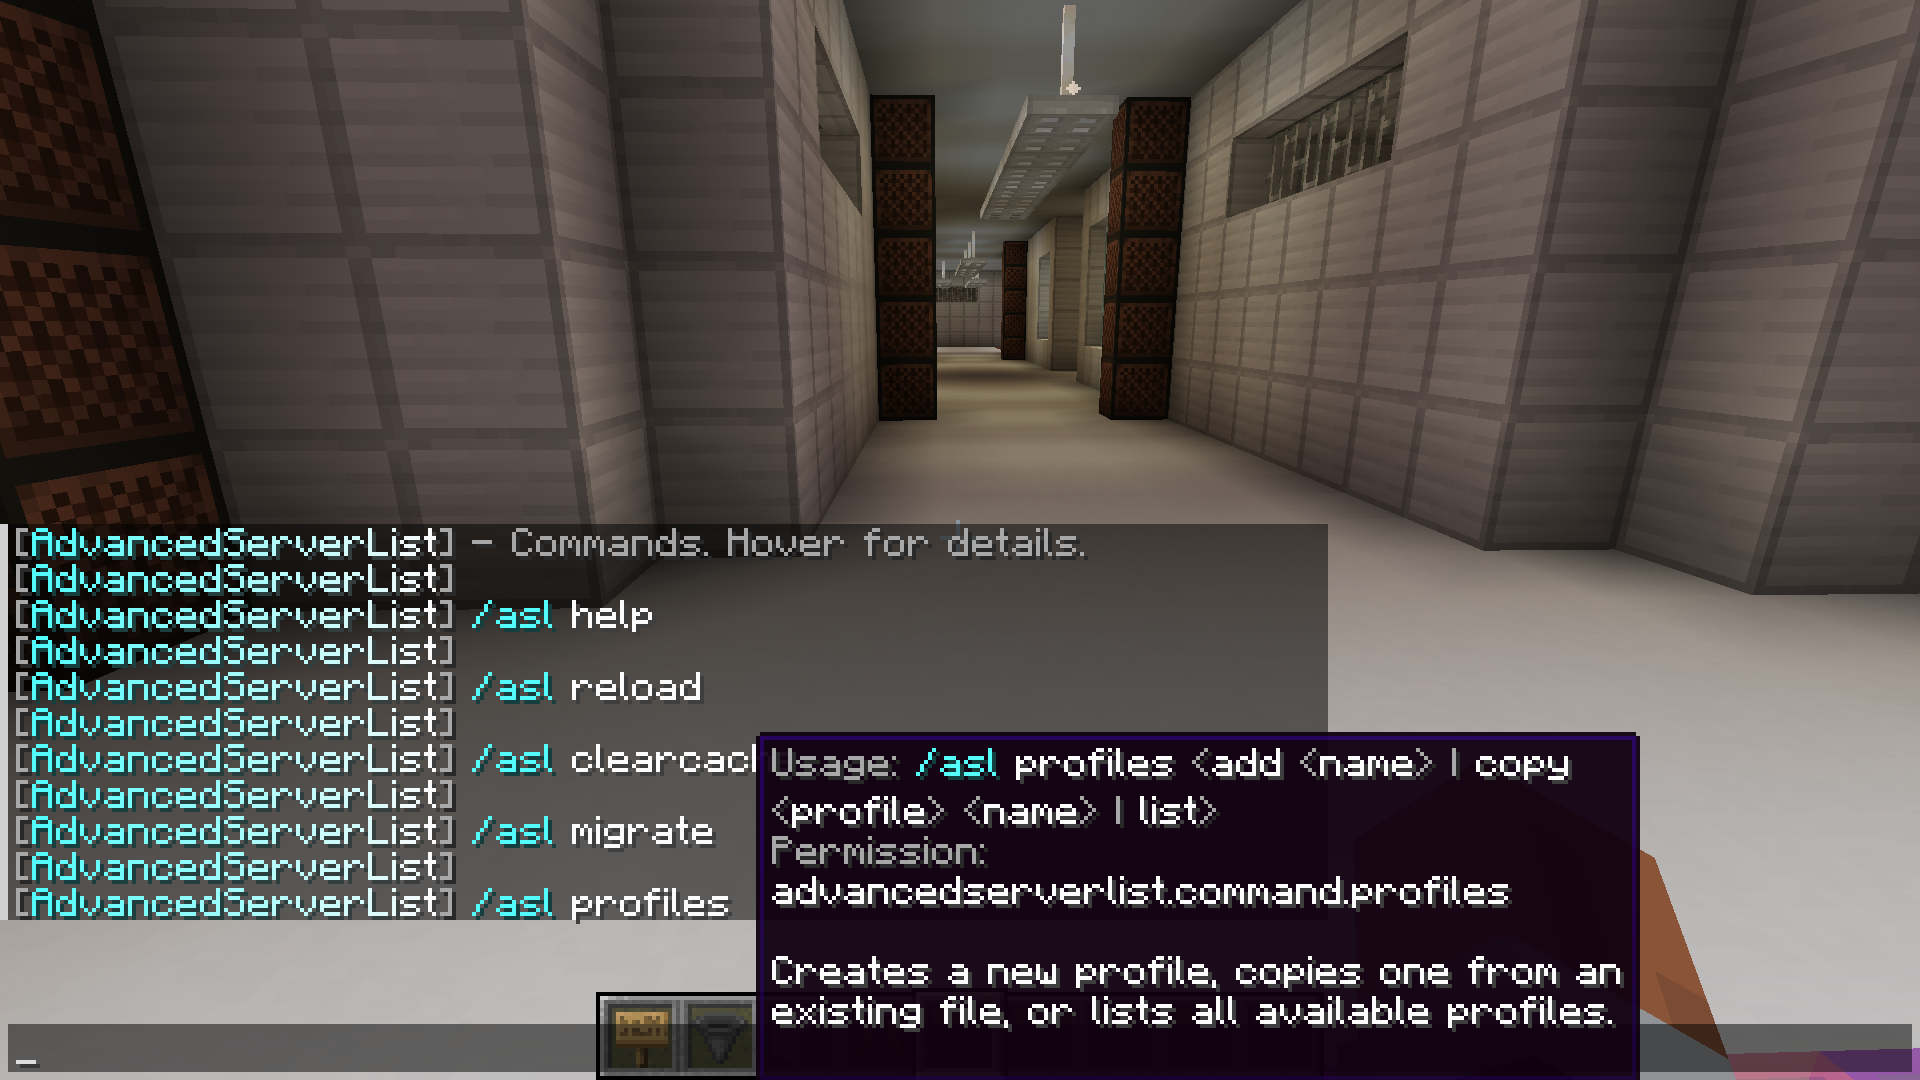 [AdvancedServerList] - Commands. Hover for details.
[AdvancedServerList]
[AdvancedServerList] /asl help
[AdvancedServerList]
[AdvancedServerList] /asl reload
[AdvancedServerList]
[AdvancedServerList] /asl clearcach
[AdvancedServerList]
[AdvancedServerList] /asl migrate
[AdvancedServerList]
[AdvancedServerList] /asl profiles
Usage: /asl profiles <add <name> | copy
<profile> <name> | list>
Permission:
advancedserverlist.command.profiles
Creates a new profile, copies one from an
existing file, or lists all available profiles.
_